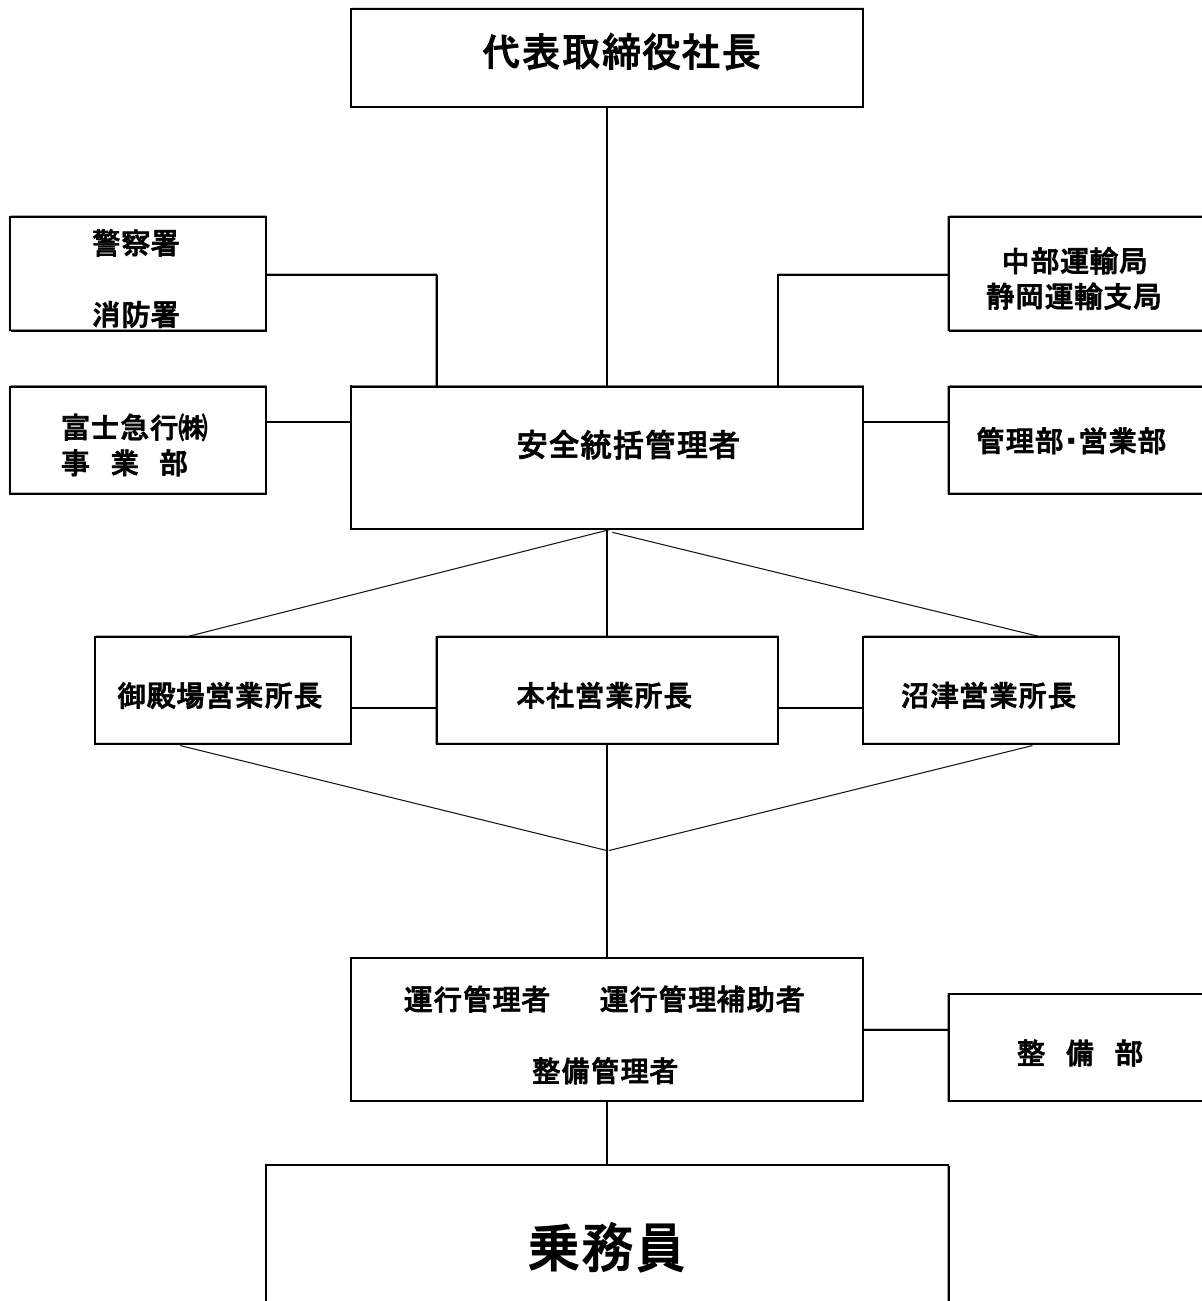 代表取締役社長
警察署
消防署
中部運輸局
静岡運輸支局
富士急行㈱
事　業　部
安全統括管理者
管理部・営業部
御殿場営業所長
本社営業所長
沼津営業所長
運行管理者　運行管理補助者
整備管理者
整　備　部
乗務員